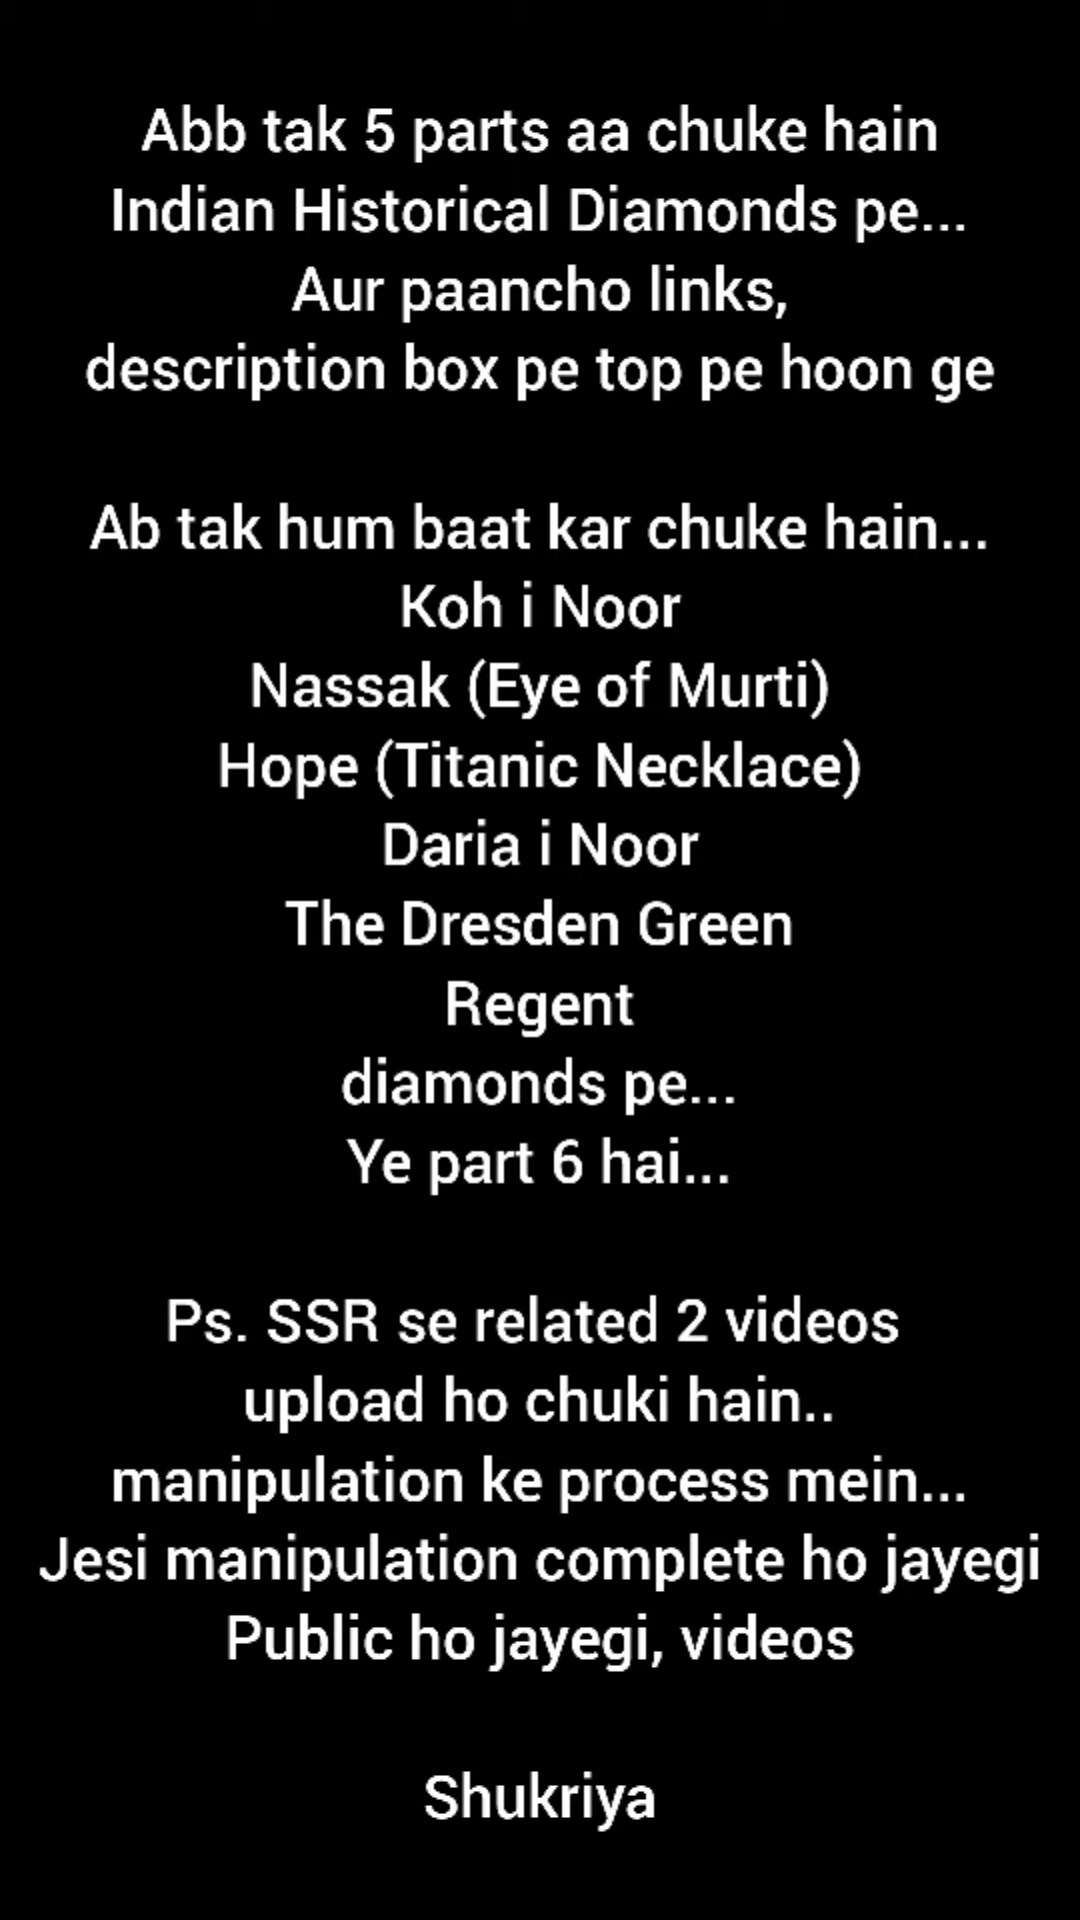 Abb tak 5 parts aa chuke hain
Indian Historical Diamonds pe...
Aur paancho links,
description box pe top pe hoon ge
Ab tak hum baat kar chuke hain...
Koh i Noor
Nassak (Eye of Murti)
Hope (Titanic Necklace)
Daria i Noor
The Dresden Green
Regent
diamonds pe...
Ye part 6 hai...
Ps. SSR se related 2 videos
upload ho chuki hain..
manipulation ke process mein...
Jesi manipulation complete ho jayegi
Public ho jayegi, videos
Shukriya